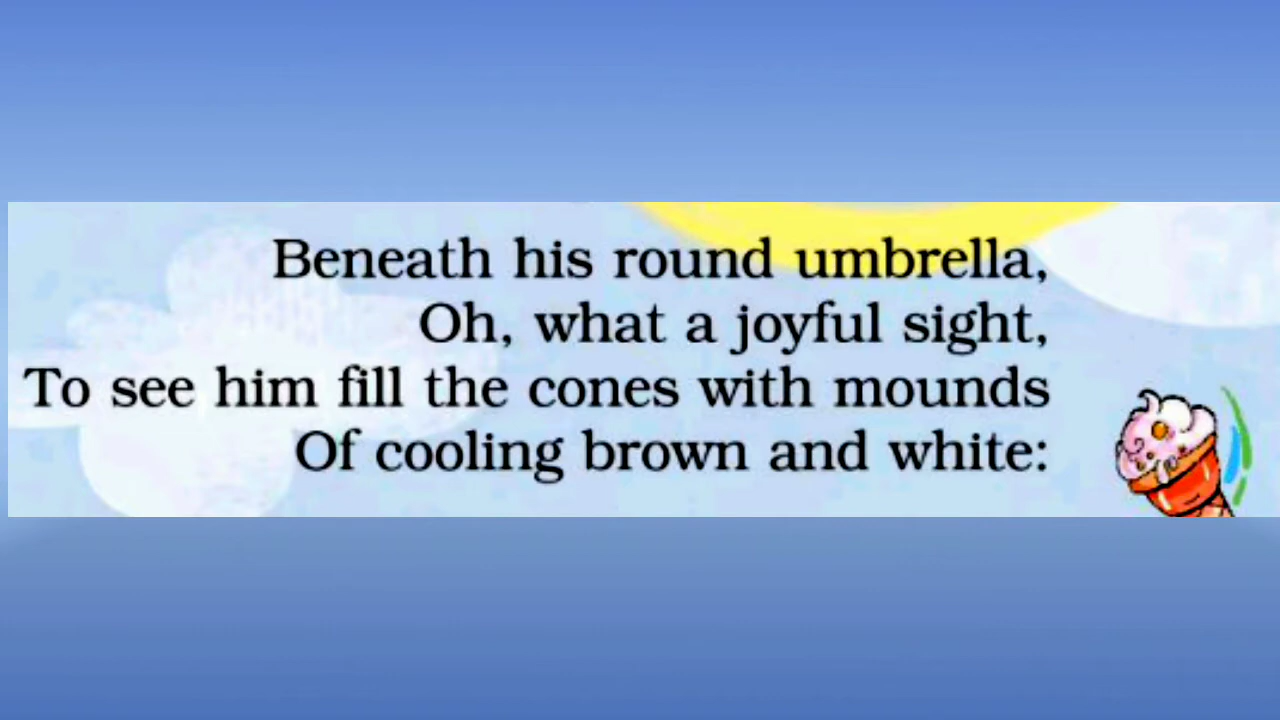 Beneath his round umbrella,
Oh, what a joyful sight,
To see him fill the cones with mounds
Of cooling brown and white: